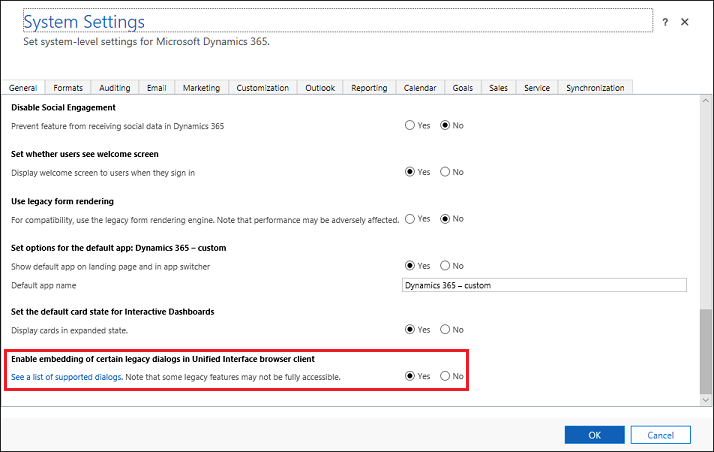 System Settings
? ✕
Set system-level settings for Microsoft Dynamics 365.
General Formats Auditing Email Marketing Customization Outlook Reporting Calendar Goals Sales Service Synchronization
Disable Social Engagement
Prevent feature from receiving social data in Dynamics 365 Yes No
Set whether users see welcome screen
Display welcome screen to users when they sign in Yes No
Use legacy form rendering
For compatibility, use the legacy form rendering engine. Note that performance may be adversely affected. Yes No
Set options for the default app: Dynamics 365 – custom
Show default app on landing page and in app switcher Yes No
Default app name Dynamics 365 – custom
Set the default card state for Interactive Dashboards
Display cards in expanded state. Yes No
Enable embedding of certain legacy dialogs in Unified Interface browser client
See a list of supported dialogs. Note that some legacy features may not be fully accessible. Yes No
OK Cancel